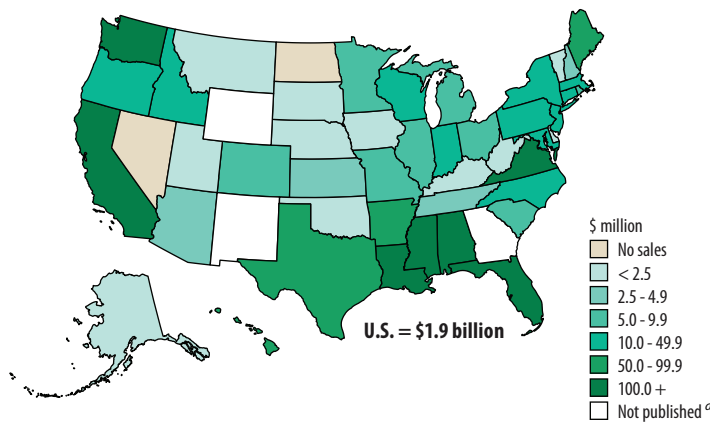 U.S. = $1.9 billion
$ million
No sales
< 2.5
2.5 - 4.9
5.0 - 9.9
10.0 - 49.9
50.0 - 99.9
100.0 +
Not published a